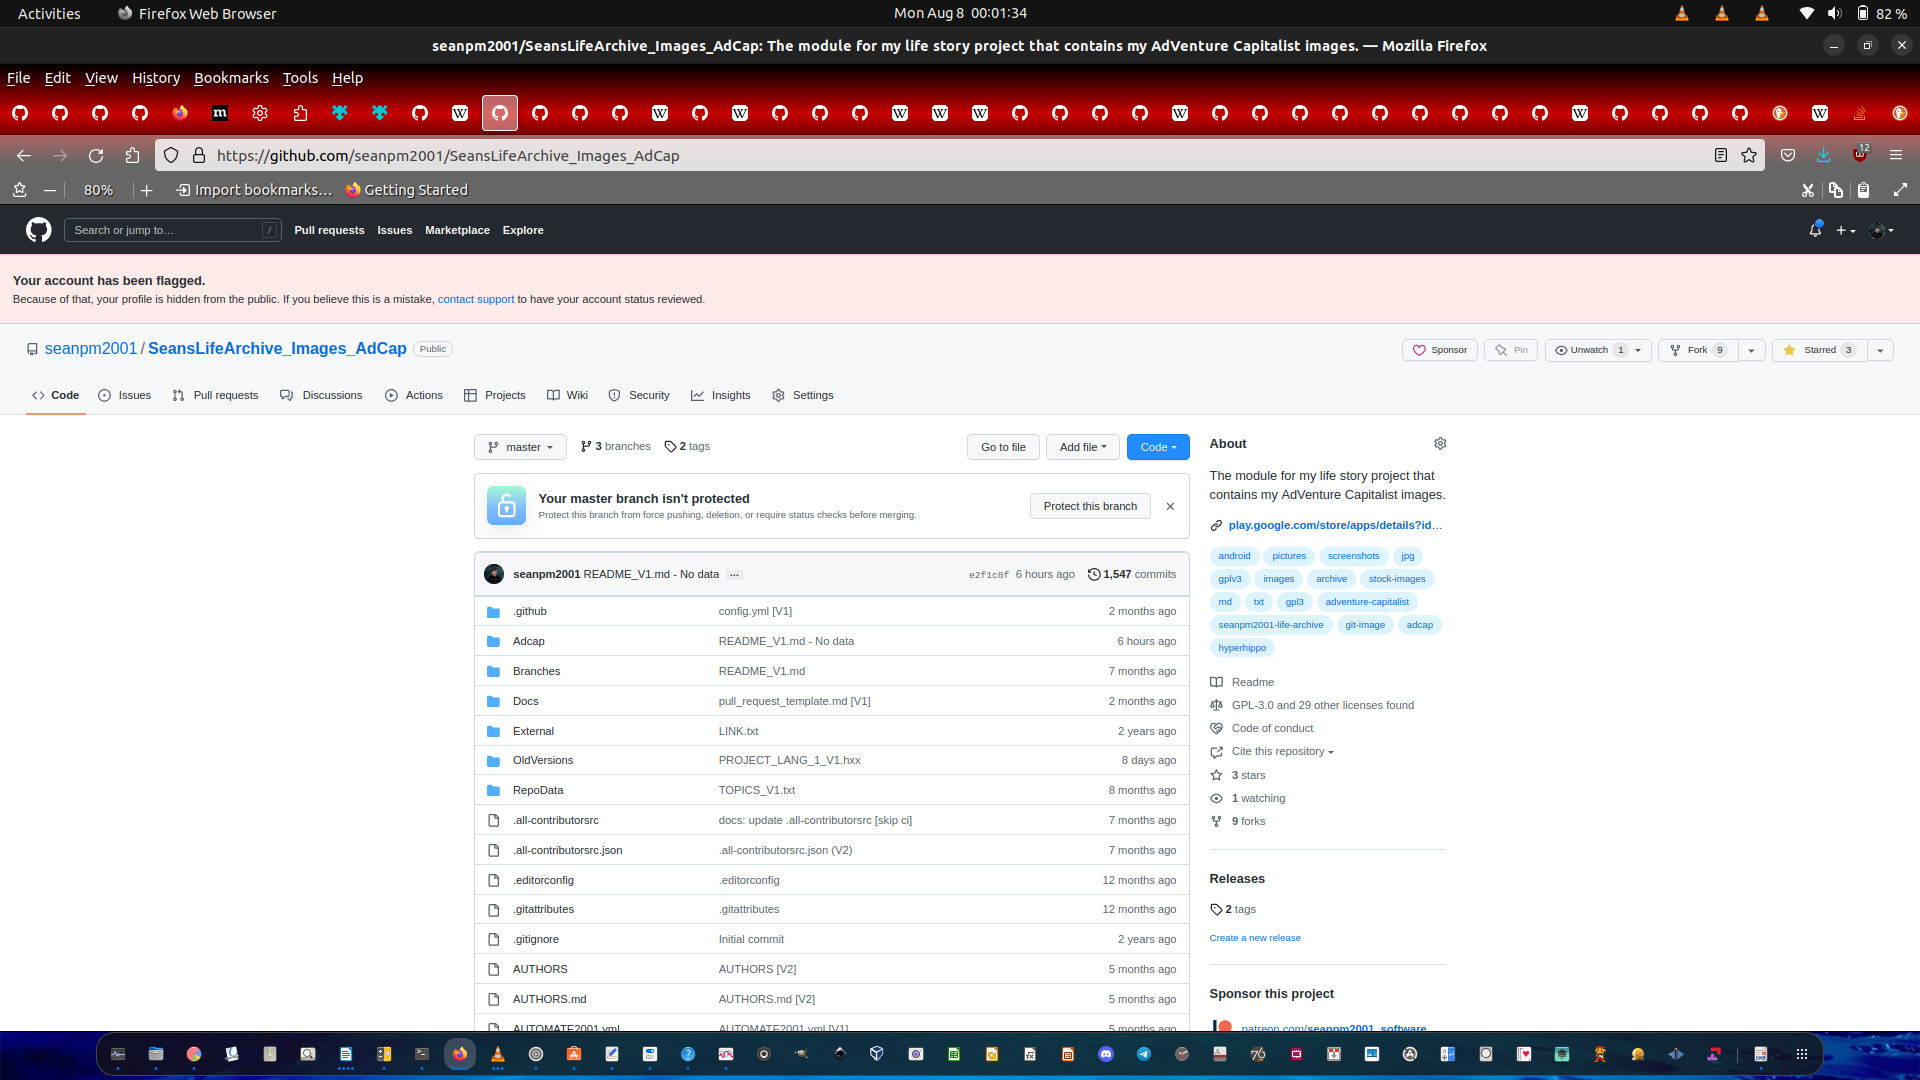 Activities
Firefox Web Browser
Mon Aug 8 00:01:34
82 %
seanpm2001/SeansLifeArchive_Images_AdCap: The module for my life story project that contains my AdVenture Capitalist images. — Mozilla Firefox
File Edit View History Bookmarks Tools Help
https://github.com/seanpm2001/SeansLifeArchive_Images_AdCap
12
80%
Import bookmarks…
Getting Started
Search or jump to…
/
Pull requests Issues Marketplace Explore
Your account has been flagged.
Because of that, your profile is hidden from the public. If you believe this is a mistake, contact support to have your account status reviewed.
seanpm2001 / SeansLifeArchive_Images_AdCap Public
Sponsor
Pin
Unwatch 1
Fork 9
Starred 3
Code Issues Pull requests Discussions Actions Projects Wiki Security Insights Settings
master
3 branches
2 tags
Go to file
Add file
Code
Your master branch isn't protected
Protect this branch from force pushing, deletion, or require status checks before merging.
Protect this branch
seanpm2001 README_V1.md - No data ... e2f1c8f 6 hours ago 1,547 commits
.github config.yml [V1] 2 months ago
Adcap README_V1.md - No data 6 hours ago
Branches README_V1.md 7 months ago
Docs pull_request_template.md [V1] 2 months ago
External LINK.txt 2 years ago
OldVersions PROJECT_LANG_1_V1.hxx 8 days ago
RepoData TOPICS_V1.txt 8 months ago
.all-contributorsrc docs: update .all-contributorsrc [skip ci] 7 months ago
.all-contributorsrc.json .all-contributorsrc.json (V2) 7 months ago
.editorconfig .editorconfig 12 months ago
.gitattributes .gitattributes 12 months ago
.gitignore Initial commit 2 years ago
AUTHORS AUTHORS [V2] 5 months ago
AUTHORS.md AUTHORS.md [V2] 5 months ago
AUTOMATE2001.yml AUTOMATE2001.yml [V1] 5 months ago
About
The module for my life story project that
contains my AdVenture Capitalist images.
play.google.com/store/apps/details?id…
android pictures screenshots jpg
gplv3 images archive stock-images
md txt gpl3 adventure-capitalist
seanpm2001-life-archive git-image adcap
hyperhippo
Readme
GPL-3.0 and 29 other licenses found
Code of conduct
Cite this repository
3 stars
1 watching
9 forks
Releases
2 tags
Create a new release
Sponsor this project
patreon.com/seanpm2001_software